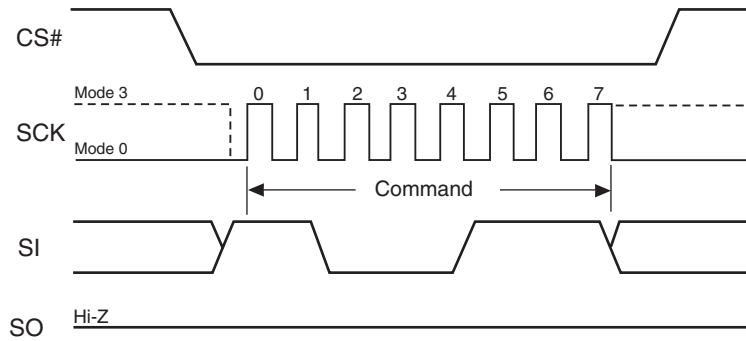 CS#
Mode 3
0 1 2 3 4 5 6 7
SCK
Mode 0
Command
SI
Hi-Z
SO